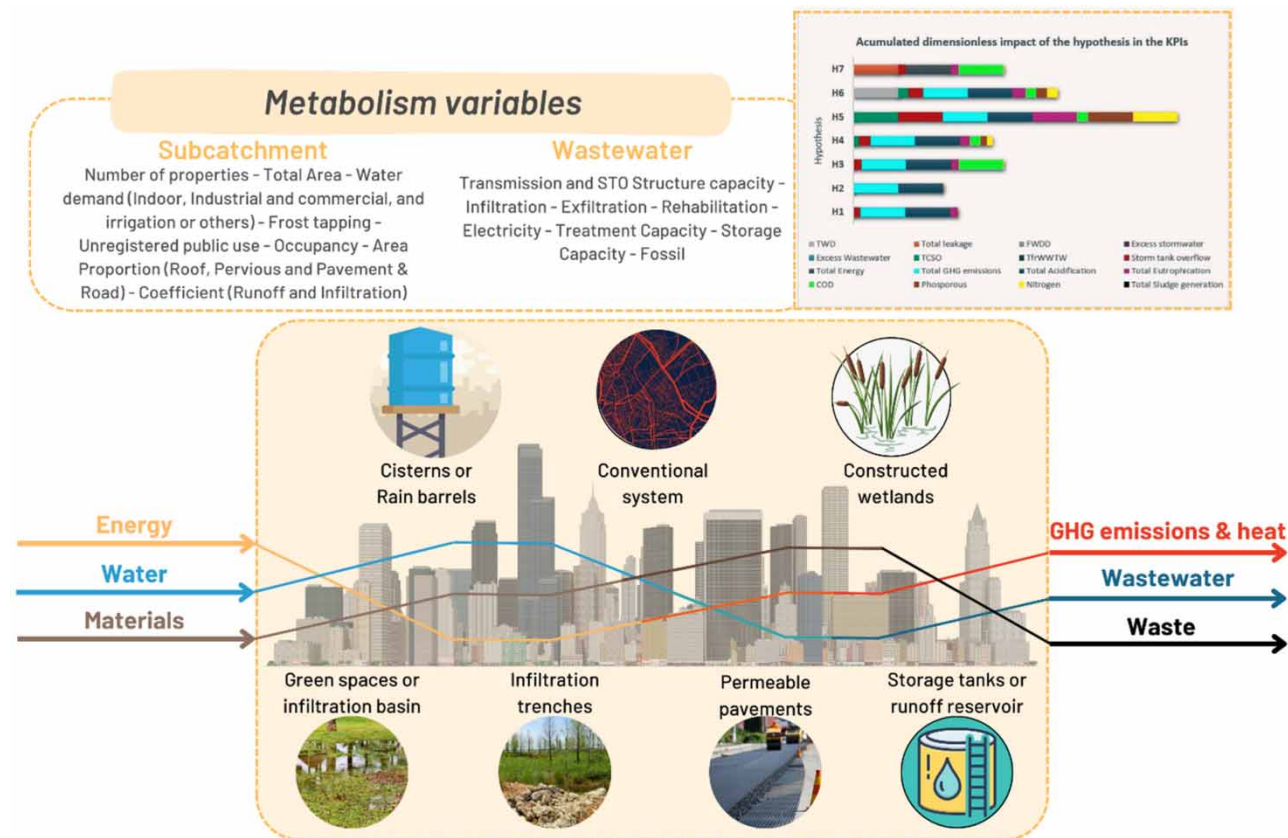 Metabolism variables
Subcatchment
Number of properties - Total Area - Water
demand (Indoor, Industrial and commercial, and
irrigation or others) - Frost tapping -
Unregistered public use - Occupancy - Area
Proportion (Roof, Pervious and Pavement &
Road) - Coefficient (Runoff and Infiltration)
Wastewater
Transmission and STO Structure capacity -
Infiltration - Exfiltration - Rehabilitation -
Electricity - Treatment Capacity - Storage
Capacity - Fossil
Acumulated dimensionless impact of the hypothesis in the KPIs
Hypothesis
H7
H6
H5
H4
H3
H2
H1
TWD
Total leakage
FWDD
Excess stormwater
Excess Wastewater
TCSO
TfrWWTW
Storm tank overflow
Total Energy
Total GHG emissions
Total Acidification
Total Eutrophication
COD
Phosporous
Nitrogen
Total Sludge generation
Cisterns or
Rain barrels
Conventional
system
Constructed
wetlands
Energy
Water
Materials
GHG emissions & heat
Wastewater
Waste
Green spaces or
infiltration basin
Infiltration
trenches
Permeable
pavements
Storage tanks or
runoff reservoir